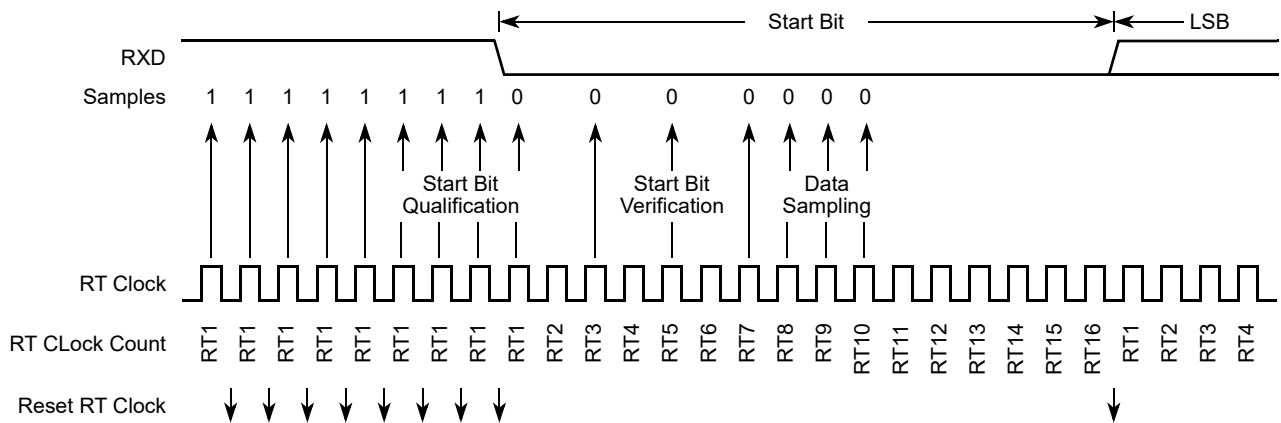 Start Bit LSB
RXD
Samples 1 1 1 1 1 1 1 1 0 0 0 0 0 0 0
Start Bit Qualification
Start Bit Verification
Data Sampling
RT Clock
RT CLock Count RT1 RT1 RT1 RT1 RT1 RT1 RT1 RT1 RT1 RT2 RT3 RT4 RT5 RT6 RT7 RT8 RT9 RT10 RT11 RT12 RT13 RT14 RT15 RT16 RT1 RT2 RT3 RT4
Reset RT Clock